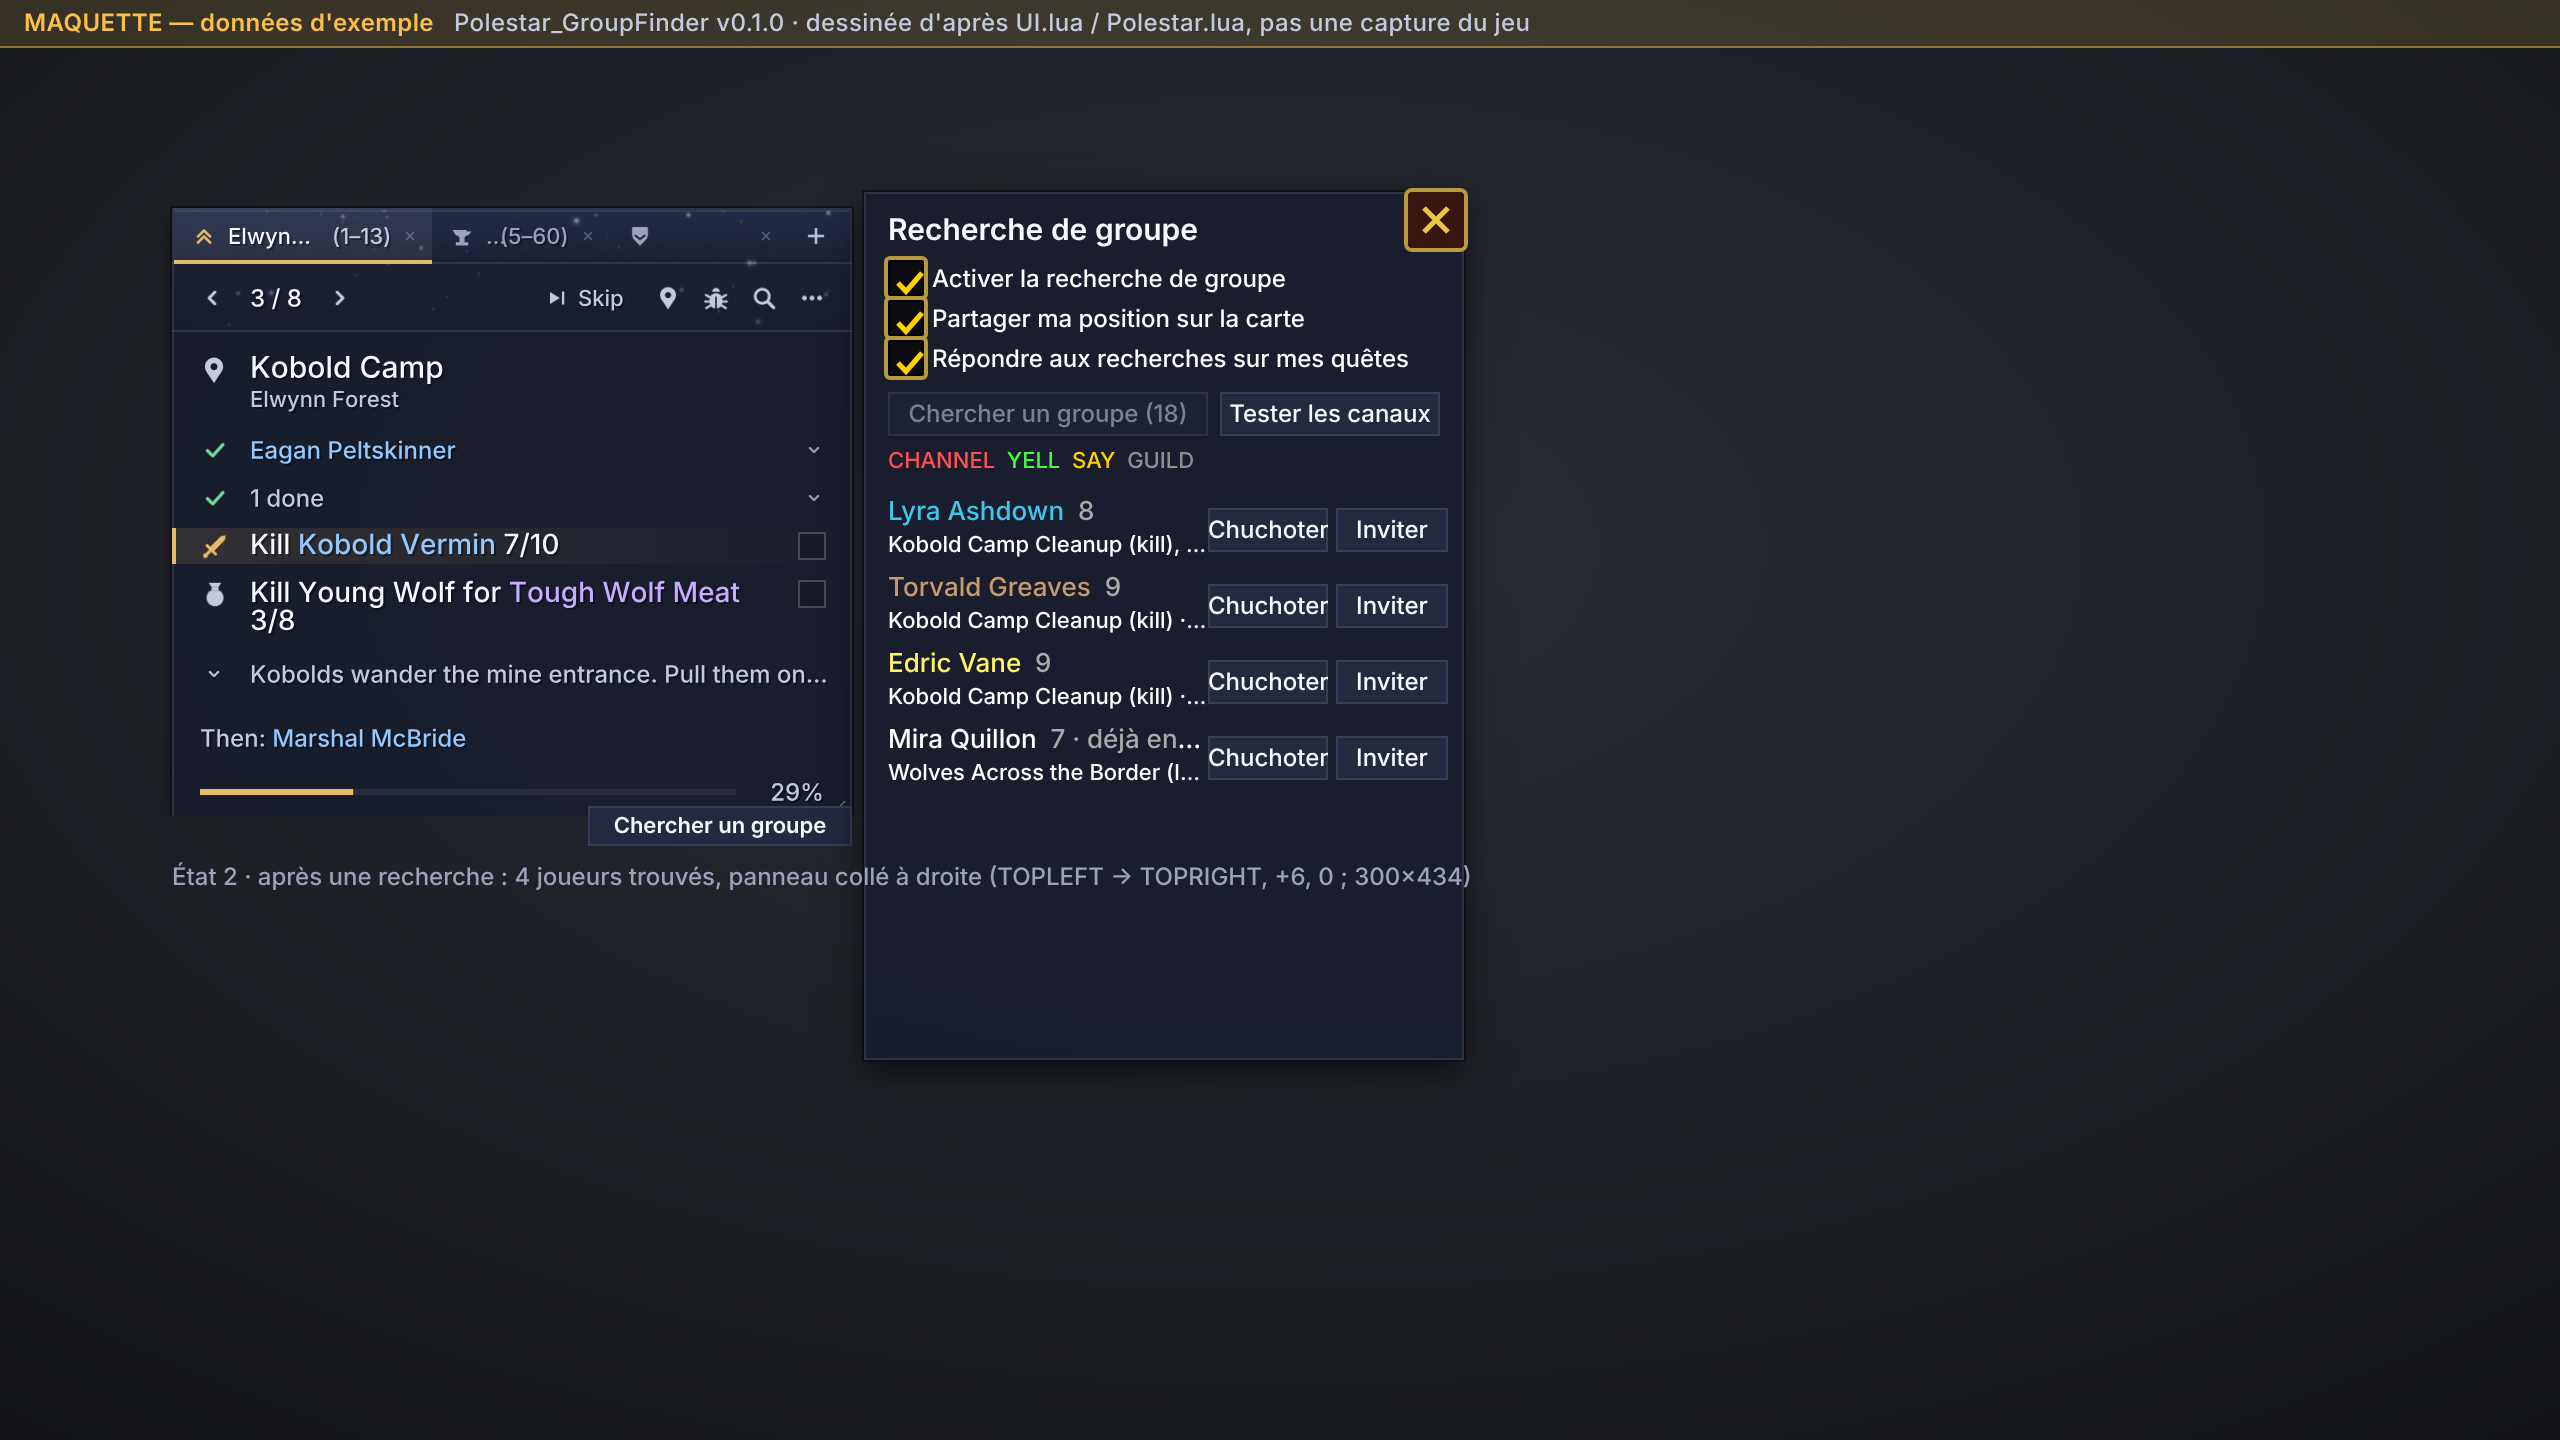 MAQUETTE — données d'exemple Polestar_GroupFinder v0.1.0 · dessinée d'après UI.lua / Polestar.lua, pas une capture du jeu
Elwyn... (1–13) × ...(5–60) × × +
3 / 8
Skip
Kobold Camp
Elwynn Forest
Eagan Peltskinner
1 done
Kill Kobold Vermin 7/10
Kill Young Wolf for Tough Wolf Meat
3/8
Kobolds wander the mine entrance. Pull them on...
Then: Marshal McBride
29%
Chercher un groupe
Recherche de groupe
Activer la recherche de groupe
Partager ma position sur la carte
Répondre aux recherches sur mes quêtes
Chercher un groupe (18) Tester les canaux
CHANNEL YELL SAY GUILD
Lyra Ashdown 8
Kobold Camp Cleanup (kill), ...
Chuchoter Inviter
Torvald Greaves 9
Kobold Camp Cleanup (kill) ·...
Chuchoter Inviter
Edric Vane 9
Kobold Camp Cleanup (kill) ·...
Chuchoter Inviter
Mira Quillon 7 · déjà en...
Wolves Across the Border (l...
Chuchoter Inviter
État 2 · après une recherche : 4 joueurs trouvés, panneau collé à droite (TOPLEFT → TOPRIGHT, +6, 0 ; 300×434)